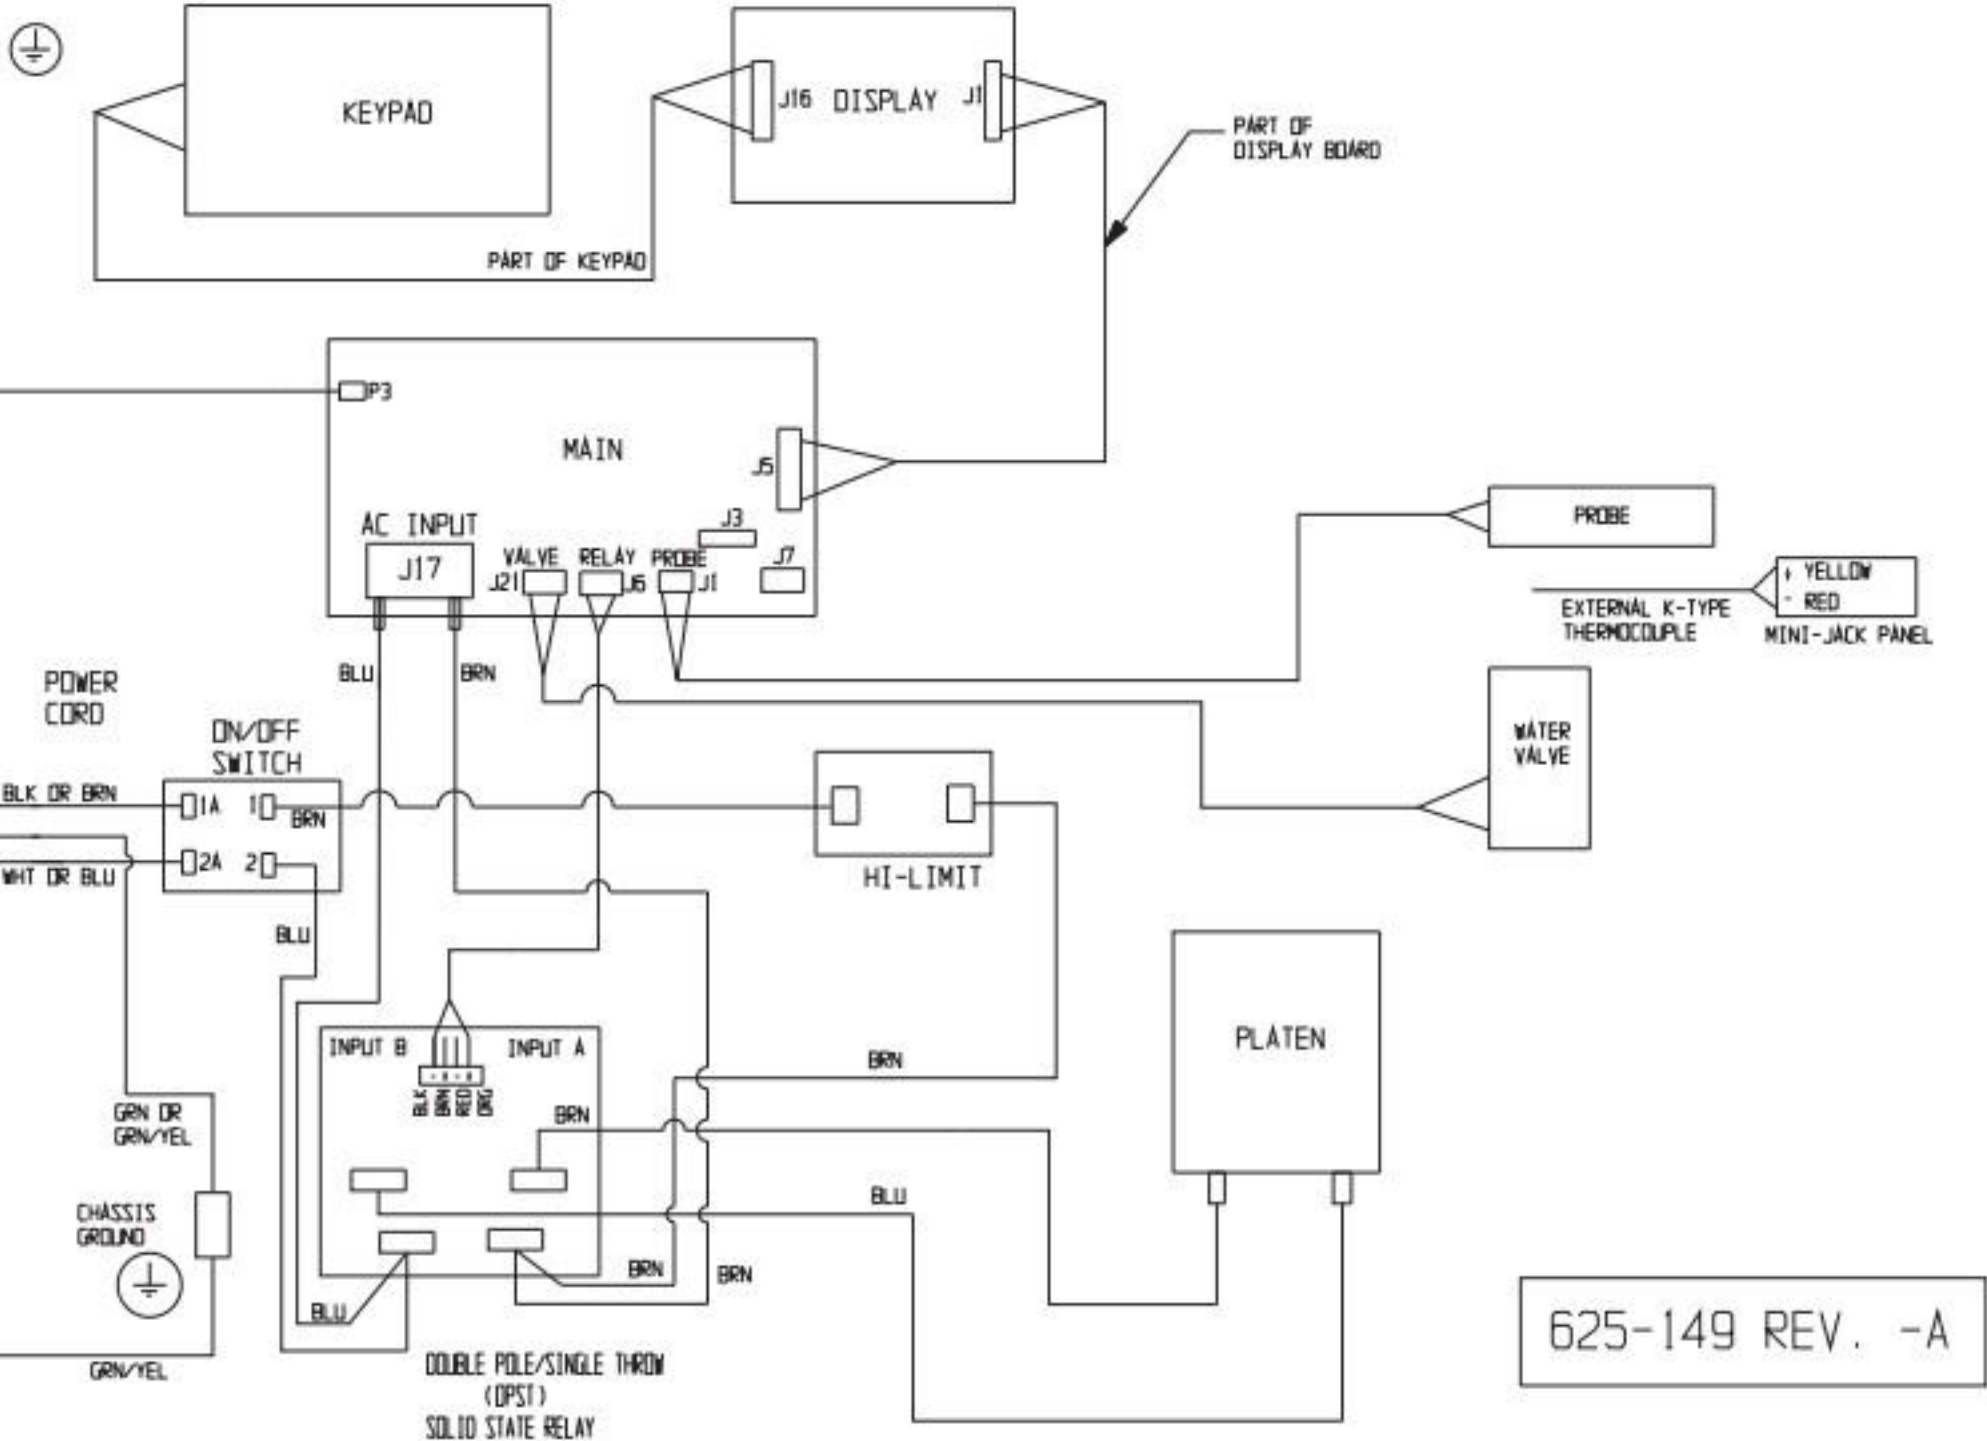 KEYPAD
J16 DISPLAY J1
PART OF
DISPLAY BOARD
PART OF KEYPAD
P3
MAIN
J5
AC INPUT
J17
J3
VALVE RELAY PROBE
J21
J6
J1
J7
PROBE
+ YELLOW
- RED
EXTERNAL K-TYPE
THERMOCOUPLE
MINI-JACK PANEL
BLU
BRN
POWER
CORD
ON/OFF
SWITCH
WATER
VALVE
BLK OR BRN
1A 1
BRN
2A 2
WHT OR BLU
HI-LIMIT
BLU
PLATEN
INPUT B
INPUT A
- + - +
BLK
BRN
RED
ORG
BRN
BRN
GRN OR
GRN/YEL
BLU
CHASSIS
GROUND
BRN
BRN
BLU
GRN/YEL
DOUBLE POLE/SINGLE THROW
(DPST)
SOLID STATE RELAY
625-149 REV. -A